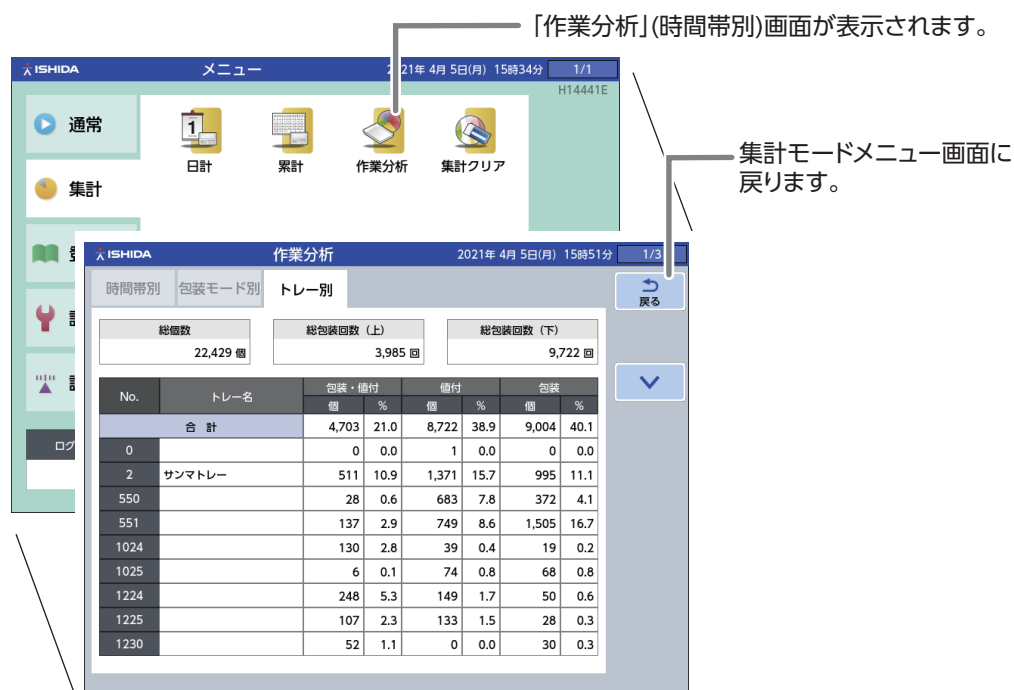 「作業分析」(時間帯別)画面が表示されます。
ISHIDA メニュー 2021年 4月 5日(月) 15時34分 1/1
H14441E
通常
日計 累計 作業分析 集計クリア
集計モードメニュー画面に
戻ります。
集計
ISHIDA 作業分析 2021年 4月 5日(月) 15時51分 1/3
時間帯別 包装モード別 トレー別
戻る
総個数 総包装回数（上） 総包装回数（下）
22,429 個 3,985 回 9,722 回
No. トレー名 包装・値付 値付 包装
個 % 個 % 個 %
合 計 4,703 21.0 8,722 38.9 9,004 40.1
0 0 0.0 1 0.0 0 0.0
2 サンマトレー 511 10.9 1,371 15.7 995 11.1
550 28 0.6 683 7.8 372 4.1
551 137 2.9 749 8.6 1,505 16.7
1024 130 2.8 39 0.4 19 0.2
1025 6 0.1 74 0.8 68 0.8
1224 248 5.3 149 1.7 50 0.6
1225 107 2.3 133 1.5 28 0.3
1230 52 1.1 0 0.0 30 0.3
ログ